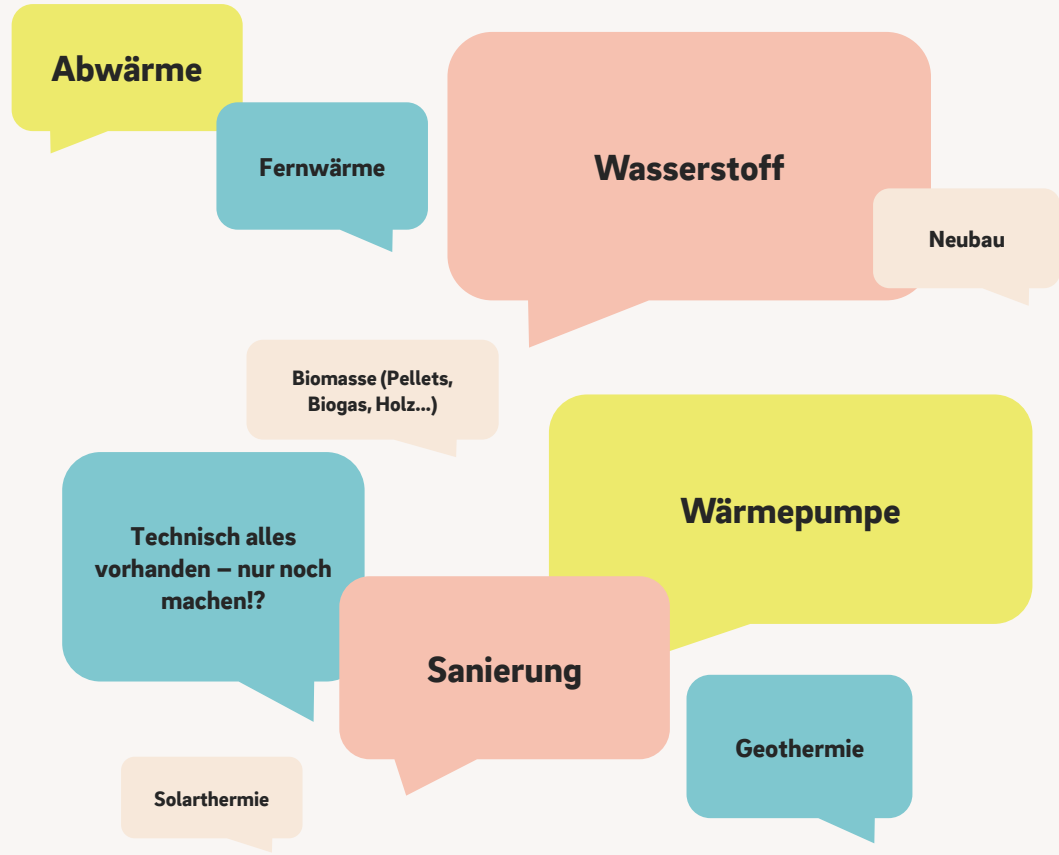 Abwärme
Fernwärme
Wasserstoff
Neubau
Biomasse (Pellets,
Biogas, Holz...)
Wärmepumpe
Technisch alles
vorhanden – nur noch
machen!?
Sanierung
Geothermie
Solarthermie